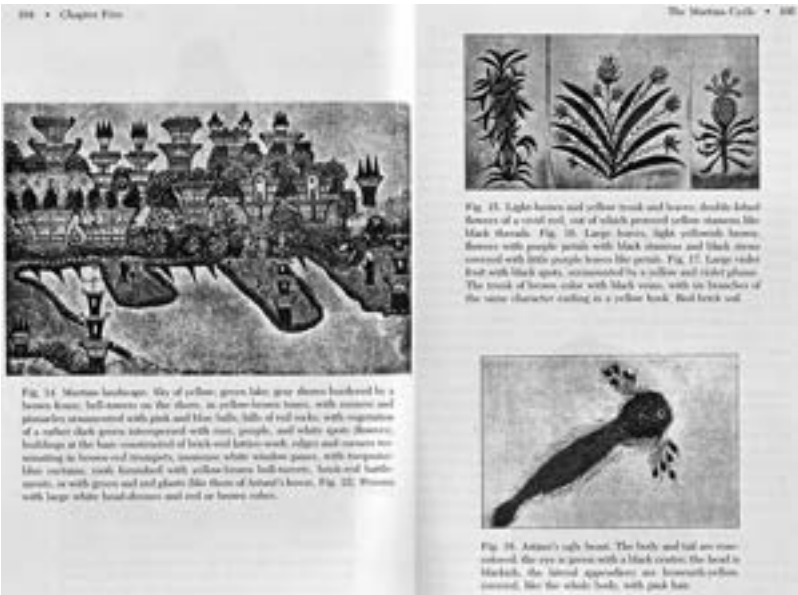 104 • Chapter Five
Fig. 14. Martian landscape. Sky of yellow, green lake, gray shores bordered by a
brown fence; bell-towers on the shore, in yellow-brown tones, with corners and
pinnacles ornamented with pink and blue balls; hills of red rocks, with vegetation
of a rather dark green interspersed with rose, purple, and white spots (flowers);
buildings at the base constructed of brick-red lattice-work; edges and corners ter-
minating in brown-red trumpets; immense white window-panes, with turquoise-
blue curtains; roofs furnished with yellow-brown bell-turrets, brick-red battle-
ments, or with green and red plants (like those of Astané's house, Fig. 22). Persons
with large white head-dresses and red or brown robes.
The Martian Cycle • 105
Fig. 15. Light-brown and yellow trunk and leaves; double-lobed
flowers of a vivid red, out of which proceed yellow stamens like
black threads. Fig. 16. Large leaves, light yellowish brown;
flowers with purple petals with black stamens and black stems
covered with little purple leaves like petals. Fig. 17. Large violet
fruit with black spots, surmounted by a yellow and violet plume.
The trunk of brown color with black veins, with six branches of
the same character ending in a yellow hook. Red-brick soil.
Fig. 18. Astané's ugly beast. The body and tail are rose-
colored; the eye is green with a black centre; the head is
blackish; the lateral appendices are brownish-yellow,
covered, like the whole body, with pink hair.